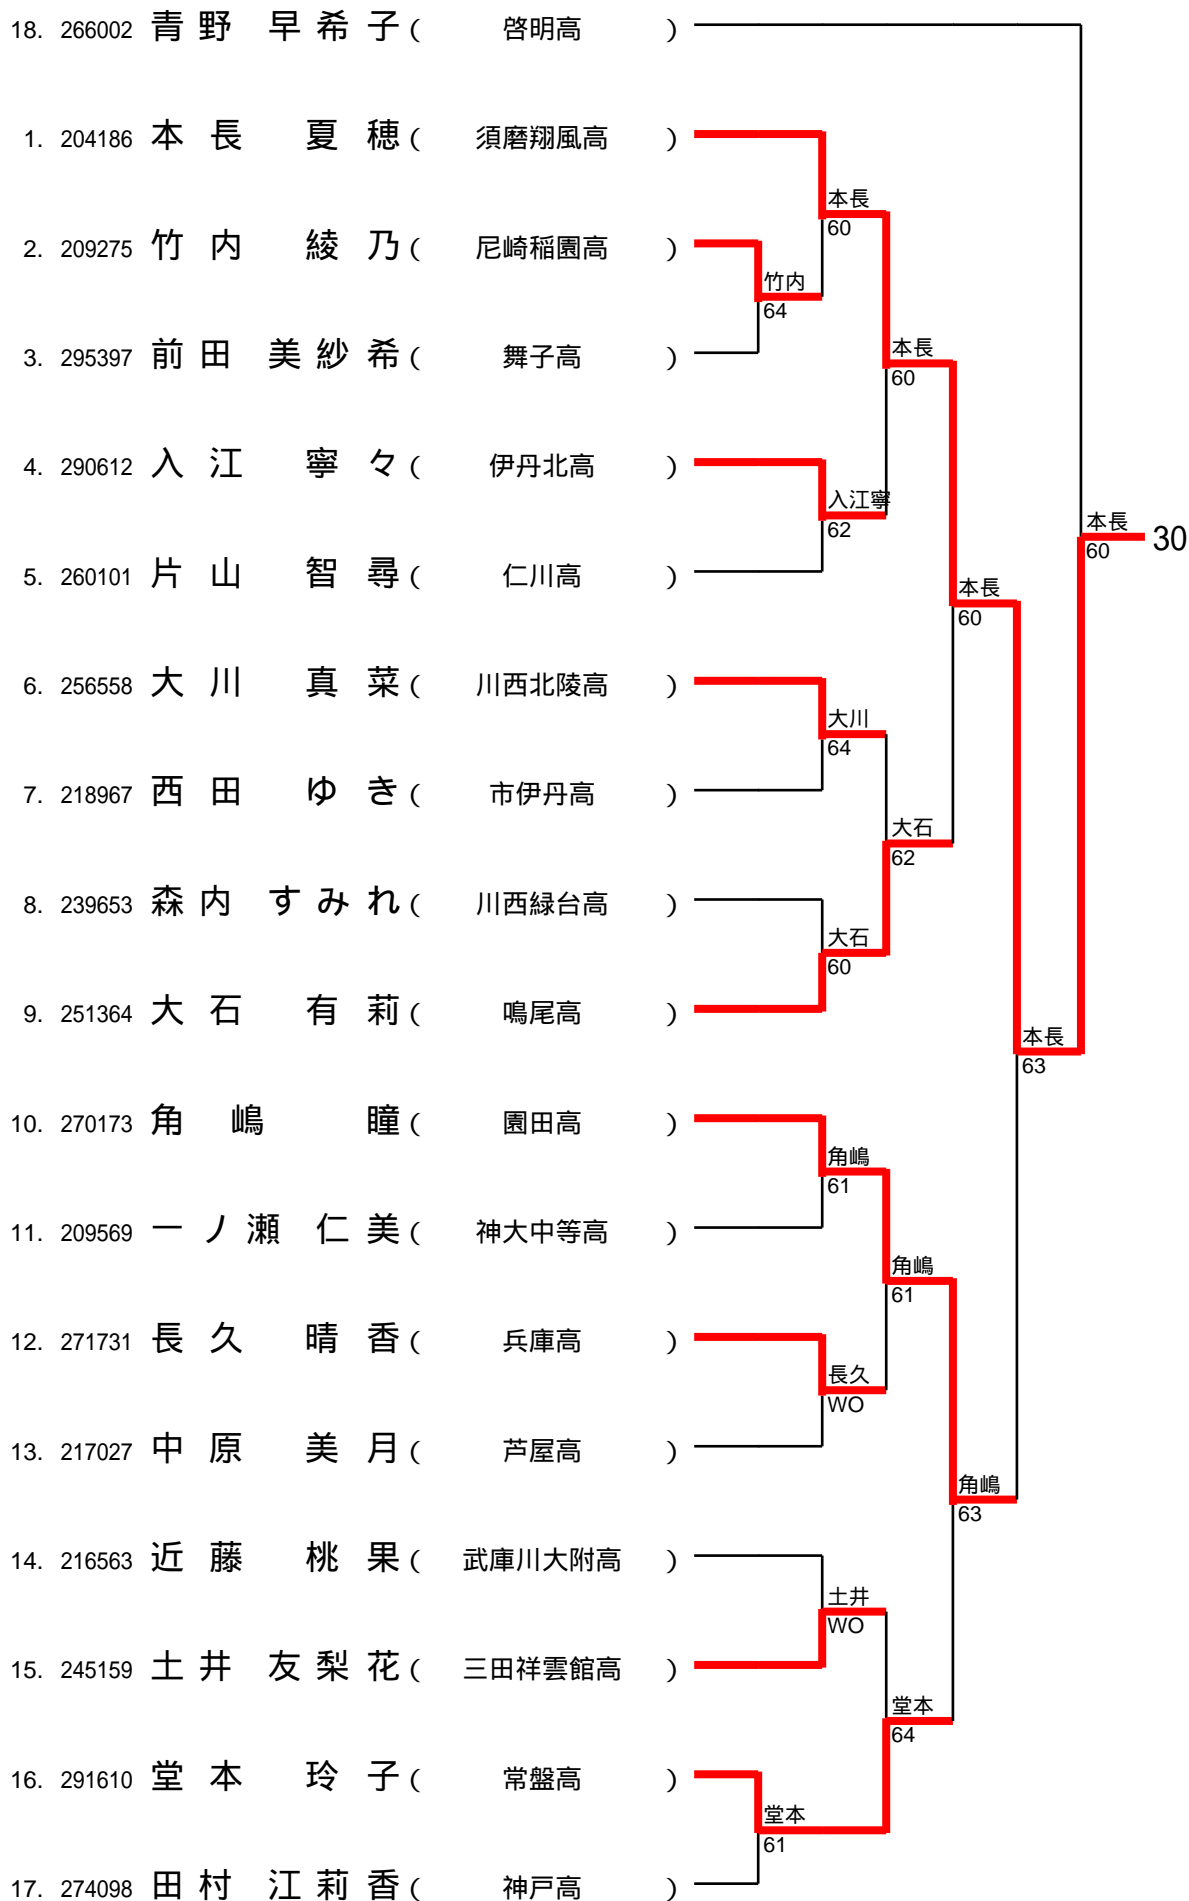 18. 266002 青野 早希子( 啓明高 )
1. 204186 本長 夏穂( 須磨翔風高 )
本長
60
2. 209275 竹内 綾乃( 尼崎稲園高 )
竹内
64
3. 295397 前田 美紗希( 舞子高 )
本長
60
4. 290612 入江 寧々( 伊丹北高 )
入江寧
62
本長
60 30
5. 260101 片山 智尋( 仁川高 )
本長
60
6. 256558 大川 真菜( 川西北陵高 )
大川
64
7. 218967 西田 ゆき( 市伊丹高 )
大石
62
8. 239653 森内 すみれ( 川西緑台高 )
大石
60
9. 251364 大石 有莉( 鳴尾高 )
本長
63
10. 270173 角嶋 瞳( 園田高 )
角嶋
61
11. 209569 一ノ瀬 仁美( 神大中等高 )
角嶋
61
12. 271731 長久 晴香( 兵庫高 )
長久
WO
13. 217027 中原 美月( 芦屋高 )
角嶋
63
14. 216563 近藤 桃果( 武庫川大附高 )
土井
WO
15. 245159 土井 友梨花( 三田祥雲館高 )
堂本
64
16. 291610 堂本 玲子( 常盤高 )
堂本
61
17. 274098 田村 江莉香( 神戸高 )